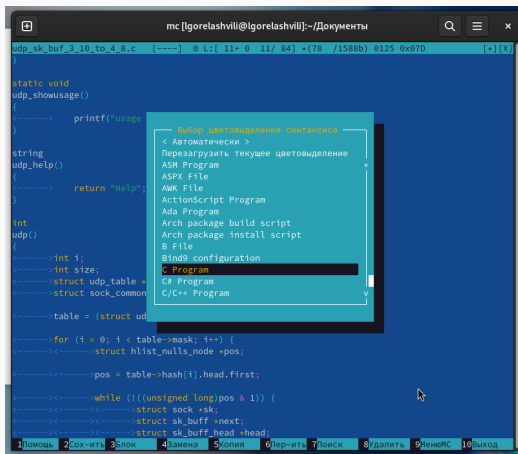 mc [lgorelashvili@lgorelashvili]:~/Документы
udp_sk_buf_3_10_to_4_8.c [----] 0 L:[ 11+ 0 11/ 84] *(78 /1588b) 0125 0x07D [*][X]
}
static void
udp_showusage()
{
<------> printf("usage
}
string
udp_help()
{
<------> return "Help";
}
int
udp()
{
<------>int i;
<------>int size;
<------>struct udp_table *
<------>struct sock_common
<------>table = (struct ud
<------>for (i = 0; i < table->mask; i++) {
<------><------>struct hlist_nulls_node *pos;
<------><------>pos = table->hash[i].head.first;
<------><------>while (!((unsigned long)pos & 1)) {
<------><------><------>struct sock *sk;
<------><------><------>struct sk_buff *next;
<------><------><------>struct sk_buff_head *head;
Выбор цветовыделения синтаксиса
< Автоматически >
Перезагрузить текущее цветовыделение
ASM Program
ASPX File
AWK File
ActionScript Program
Ada Program
Arch package build script
Arch package install script
B File
Bind9 configuration
C Program
C# Program
C/C++ Program
1Помощь 2Сох-ить 3Блок 4Замена 5Копия 6Пер-ить 7Поиск 8Удалить 9МенюMC 10Выход